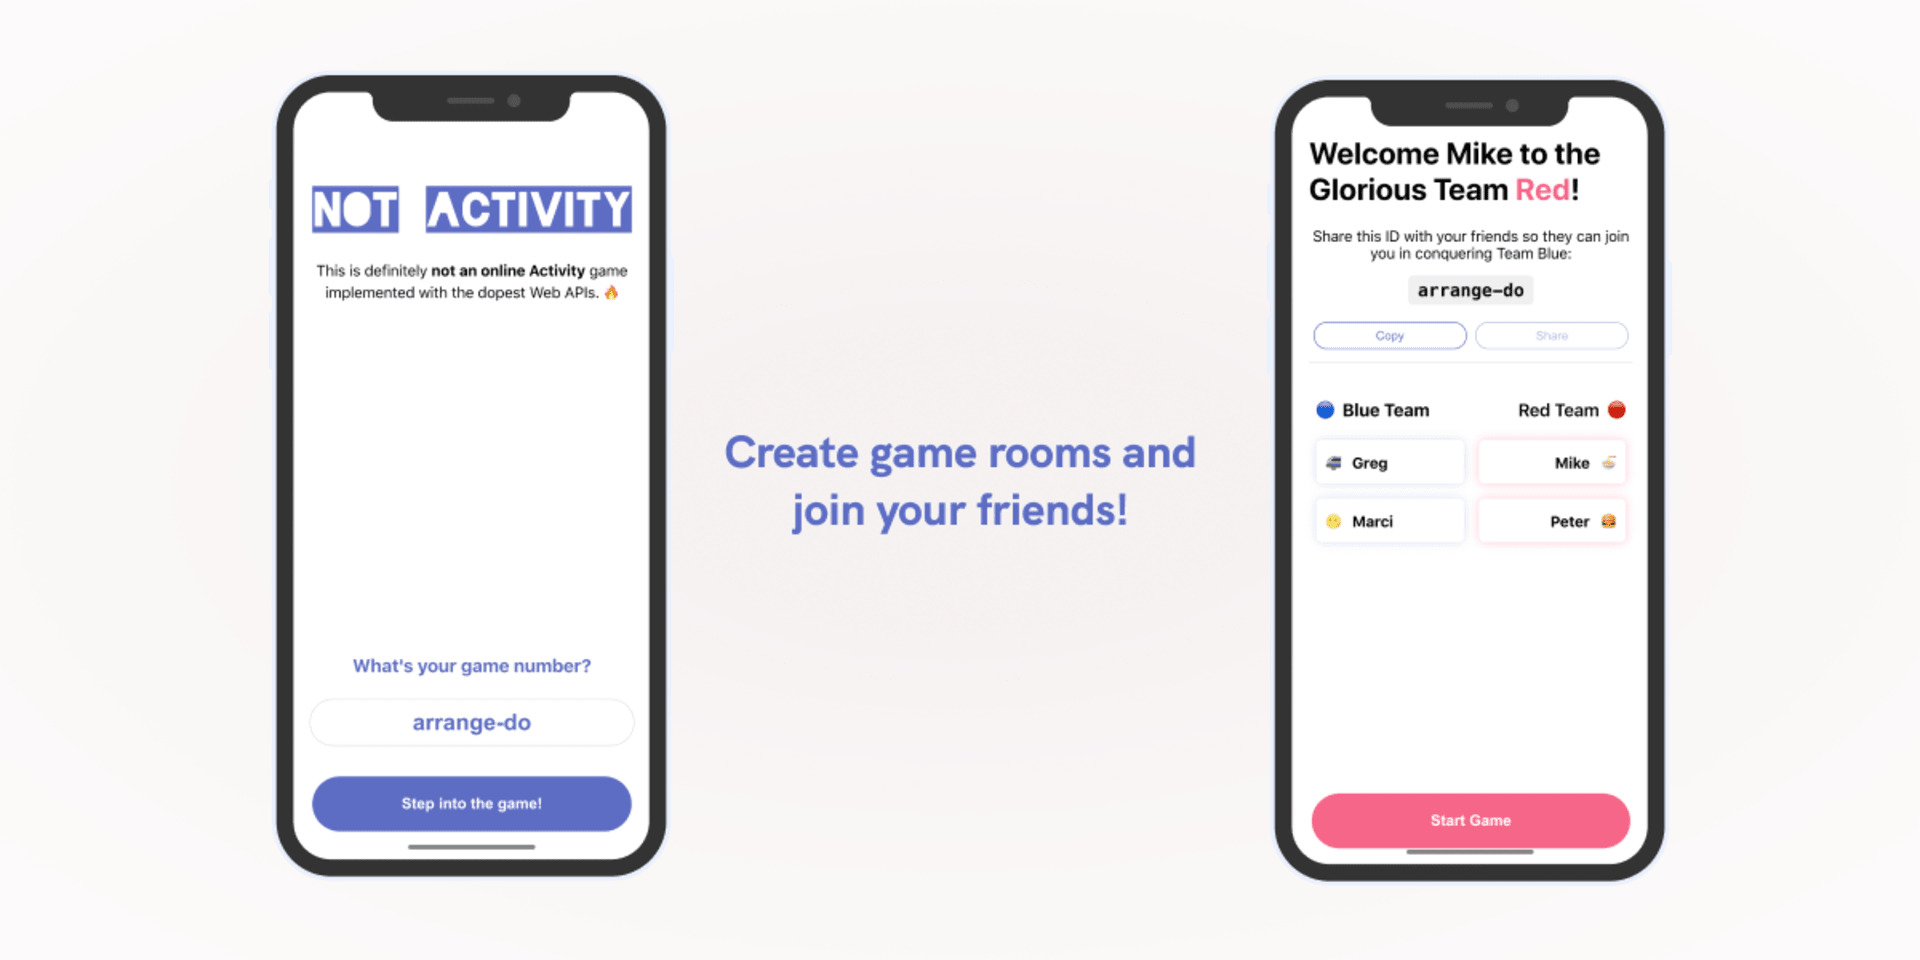 NOT ACTIVITY
This is definitely not an online Activity game
implemented with the dopest Web APIs. 🔥
What's your game number?
arrange-do
Step into the game!
Create game rooms and
join your friends!
Welcome Mike to the
Glorious Team Red!
Share this ID with your friends so they can join
you in conquering Team Blue:
arrange-do
Copy
Share
Blue Team
Red Team
Greg
Mike
Marci
Peter
Start Game